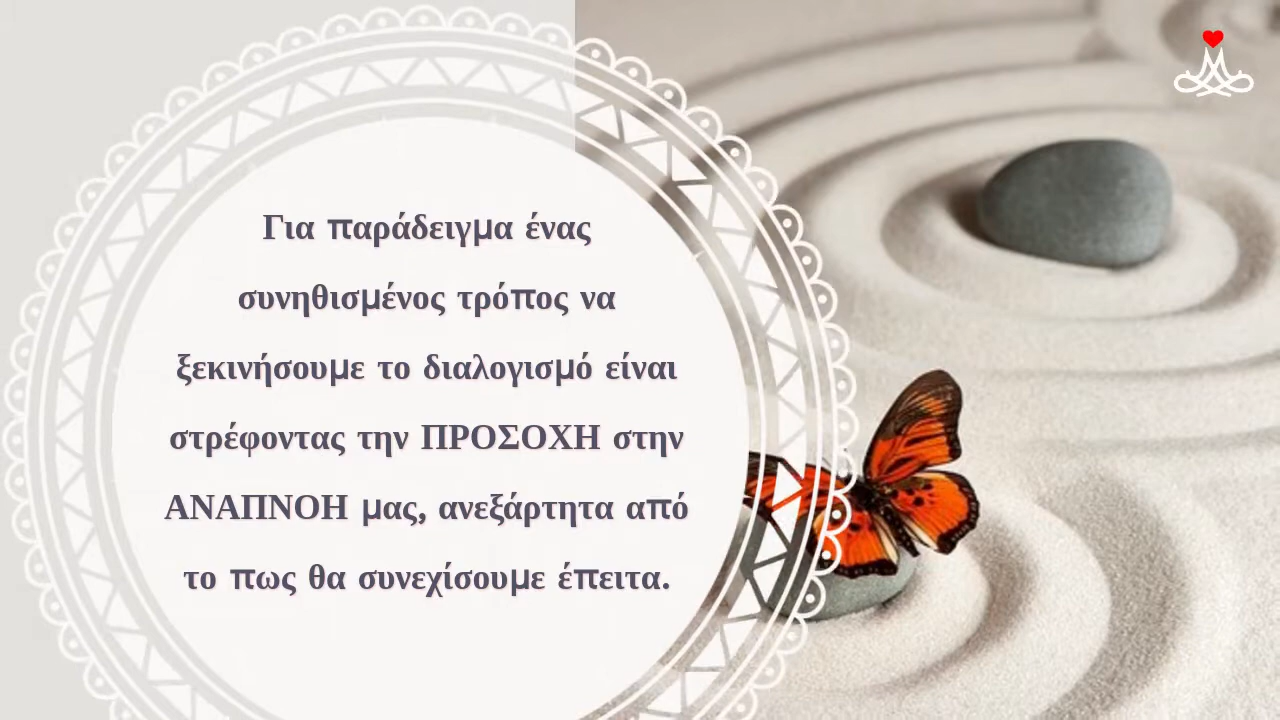 Για παράδειγμα ένας
συνηθισμένος τρόπος να
ξεκινήσουμε το διαλογισμό είναι
στρέφοντας την ΠΡΟΣΟΧΗ στην
ΑΝΑΠΝΟΗ μας, ανεξάρτητα από
το πως θα συνεχίσουμε έπειτα.